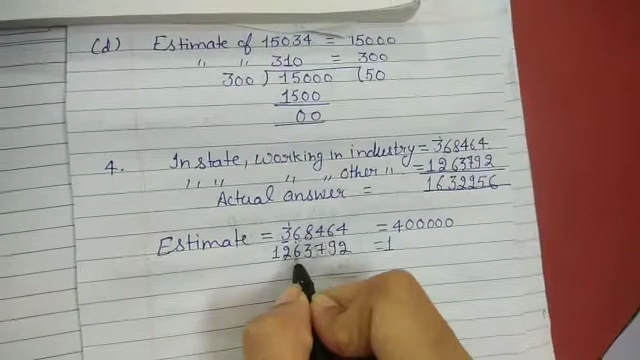 (d) Estimate of 15034 = 15000
" " 310 = 300
300 ) 15000 ( 50
1500
00
4. In state, working in industry = 368464
" " " " other " = 1263792
Actual answer = 1632256
Estimate = 368464 = 400000
1263792 = 1